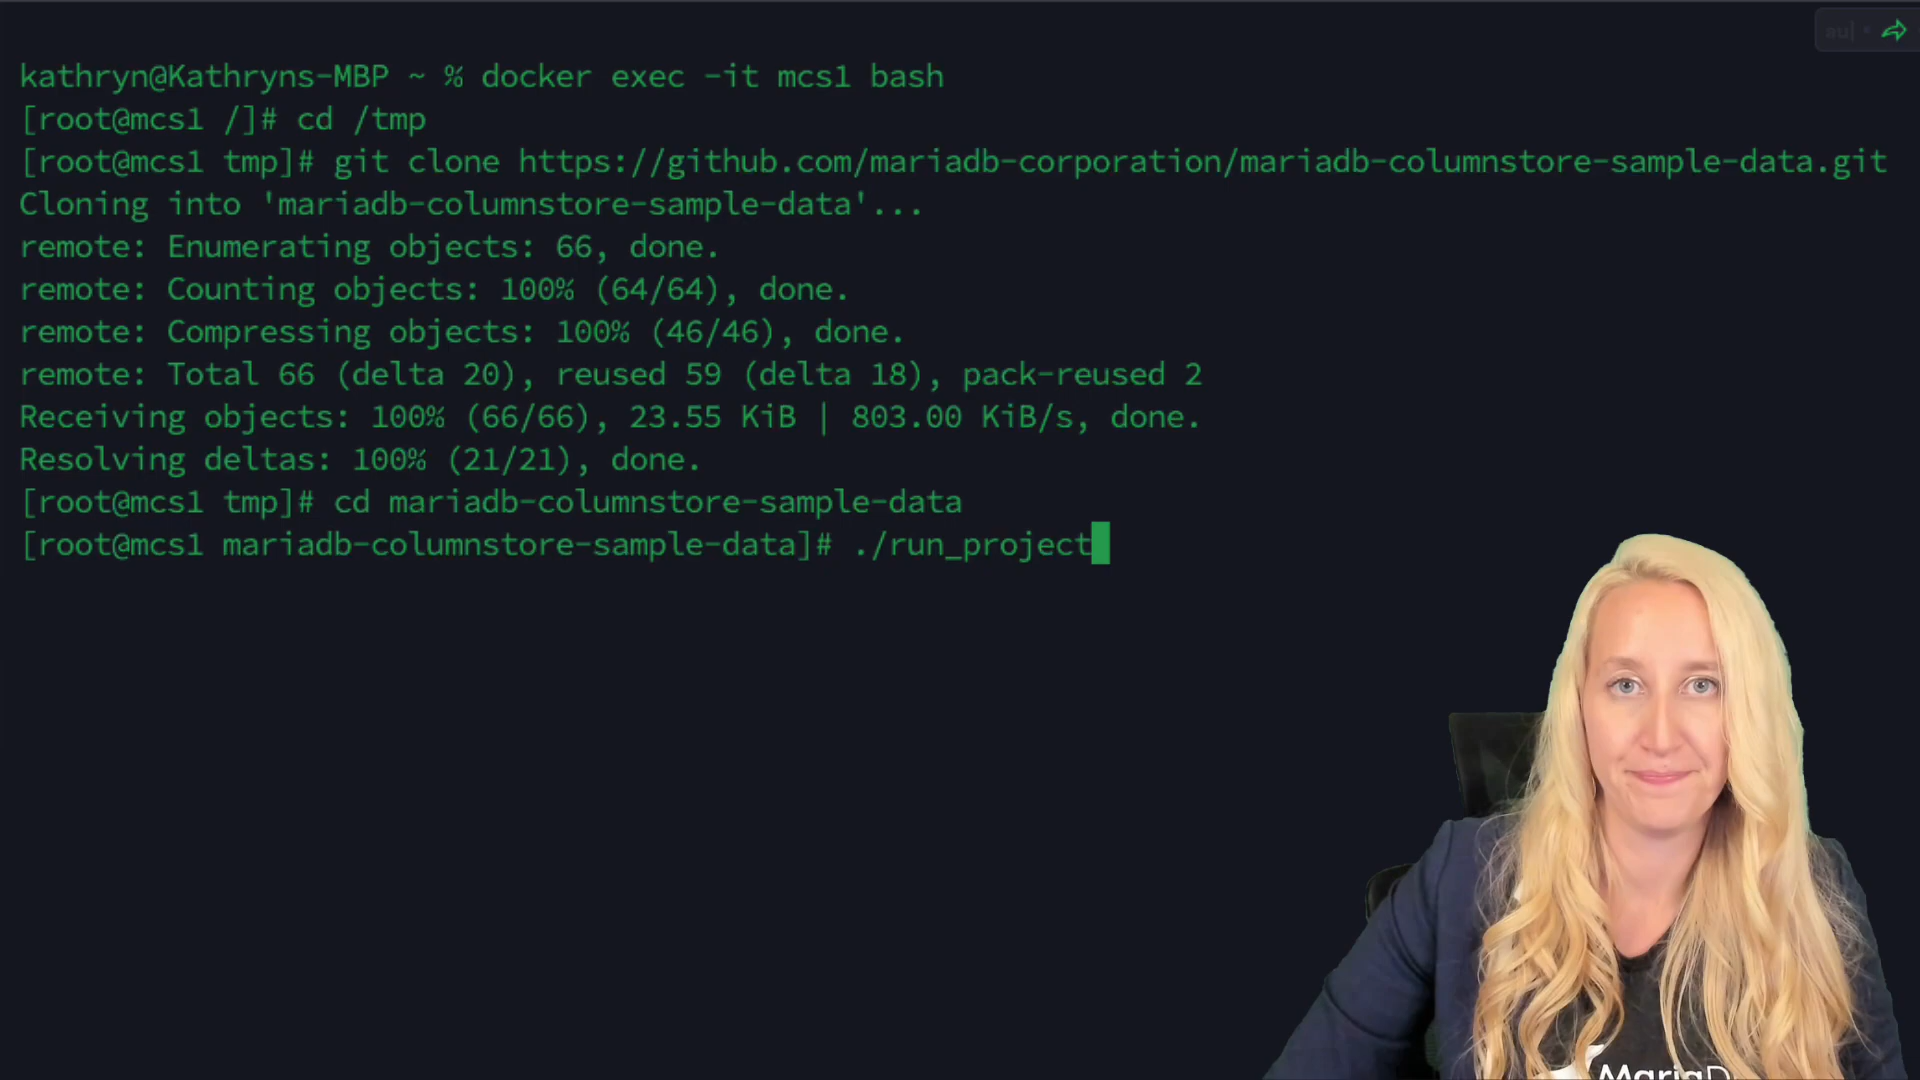 au
kathryn@Kathryns-MBP ~ % docker exec -it mcs1 bash
[root@mcs1 /]# cd /tmp
[root@mcs1 tmp]# git clone https://github.com/mariadb-corporation/mariadb-columnstore-sample-data.git
Cloning into 'mariadb-columnstore-sample-data'...
remote: Enumerating objects: 66, done.
remote: Counting objects: 100% (64/64), done.
remote: Compressing objects: 100% (46/46), done.
remote: Total 66 (delta 20), reused 59 (delta 18), pack-reused 2
Receiving objects: 100% (66/66), 23.55 KiB | 803.00 KiB/s, done.
Resolving deltas: 100% (21/21), done.
[root@mcs1 tmp]# cd mariadb-columnstore-sample-data
[root@mcs1 mariadb-columnstore-sample-data]# ./run_project
MariaD